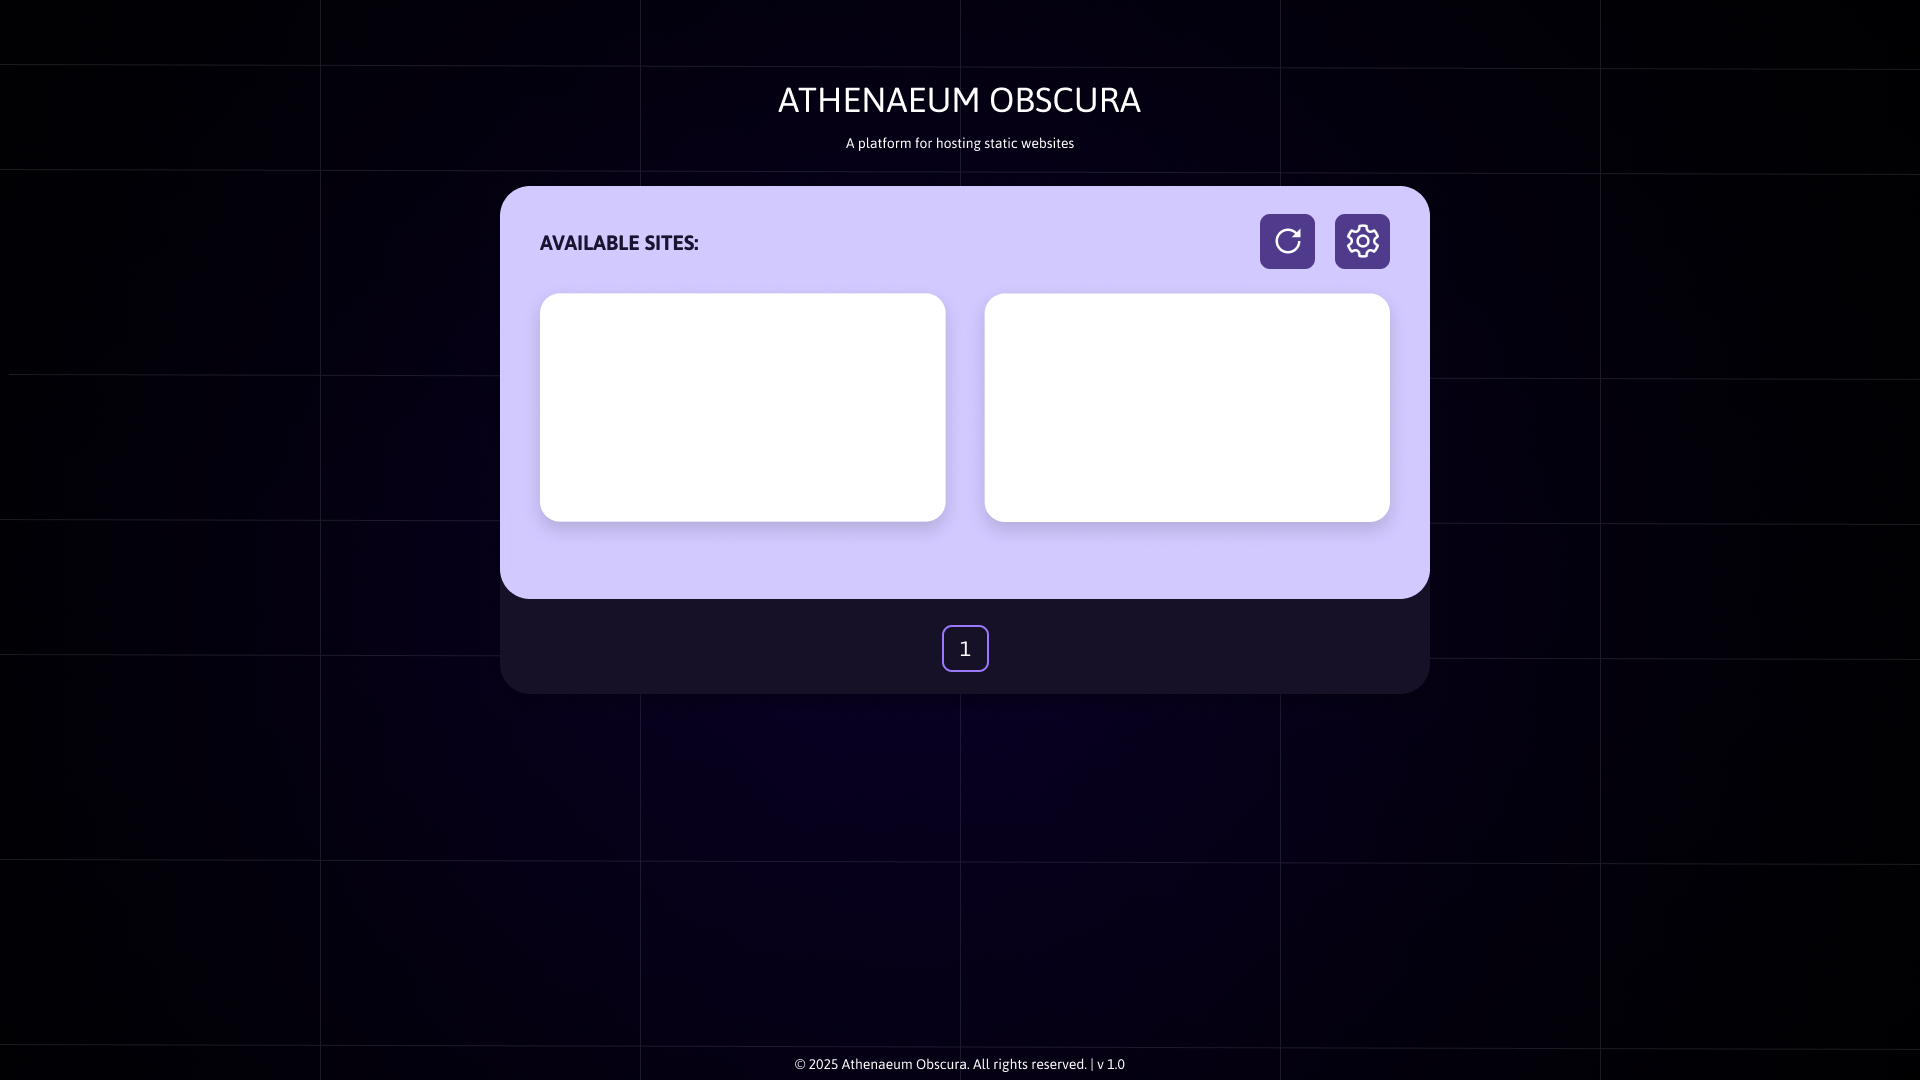 ATHENAEUM OBSCURA
A platform for hosting static websites
AVAILABLE SITES:
1
© 2025 Athenaeum Obscura. All rights reserved. | v 1.0